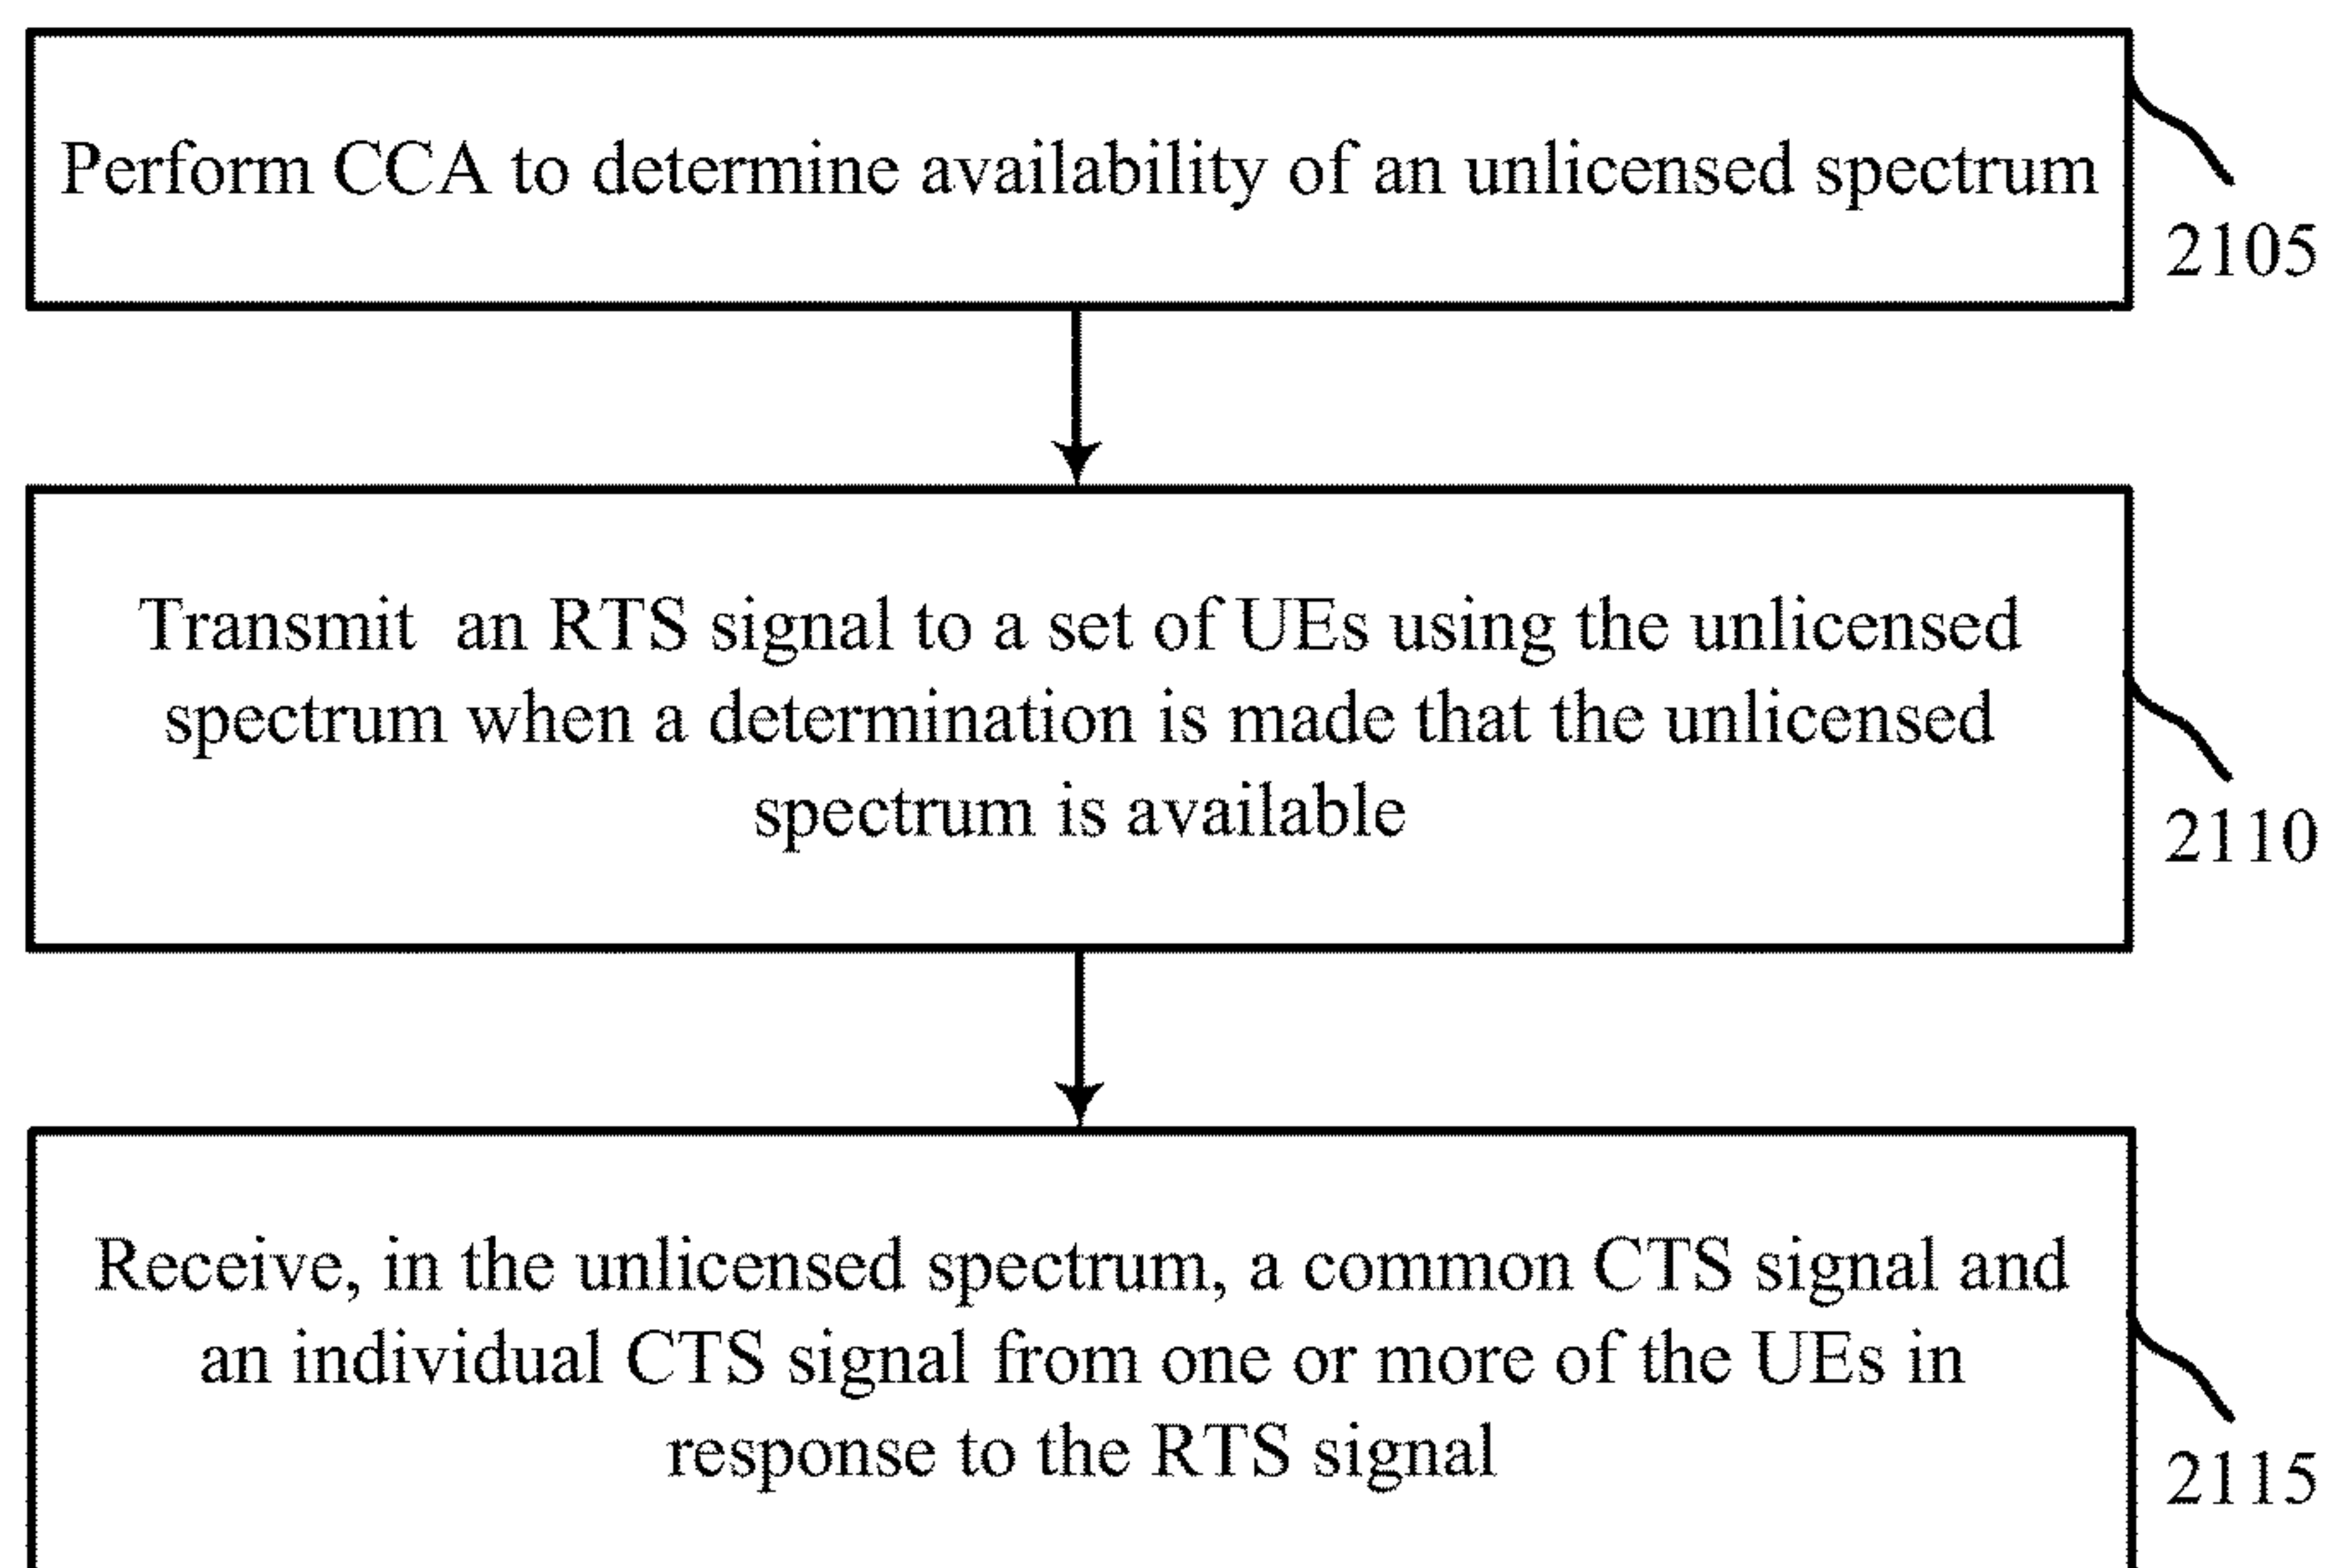 Perform CCA to determine availability of an unlicensed spectrum
2105
Transmit an RTS signal to a set of UEs using the unlicensed
spectrum when a determination is made that the unlicensed
spectrum is available
2110
Receive, in the unlicensed spectrum, a common CTS signal and
an individual CTS signal from one or more of the UEs in
response to the RTS signal
2115